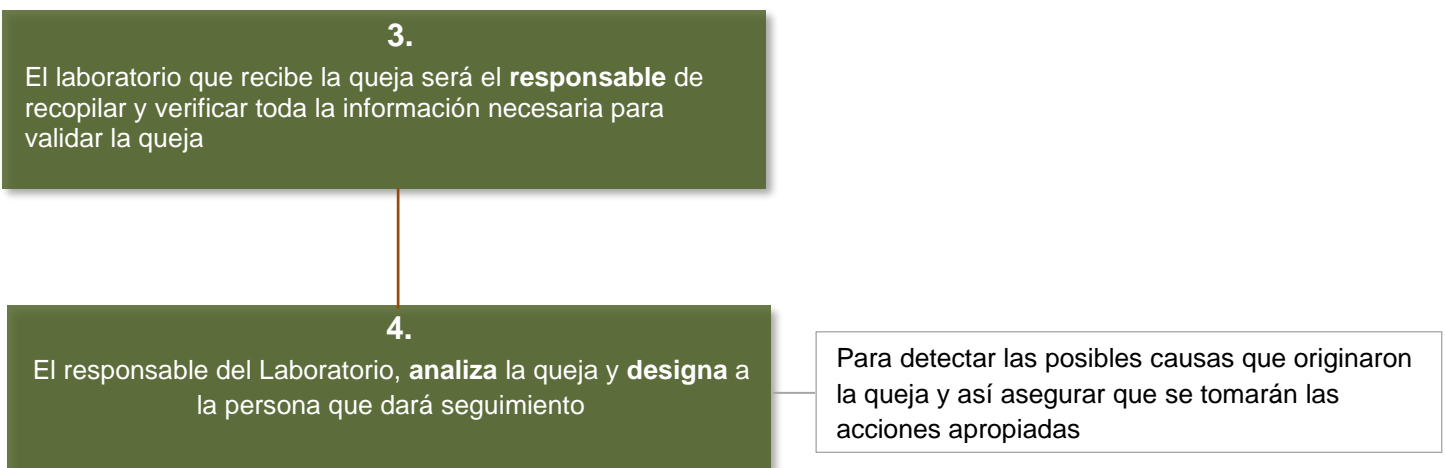 3.
El laboratorio que recibe la queja será el responsable de
recopilar y verificar toda la información necesaria para
validar la queja
4.
El responsable del Laboratorio, analiza la queja y designa a
la persona que dará seguimiento
Para detectar las posibles causas que originaron
la queja y así asegurar que se tomarán las
acciones apropiadas